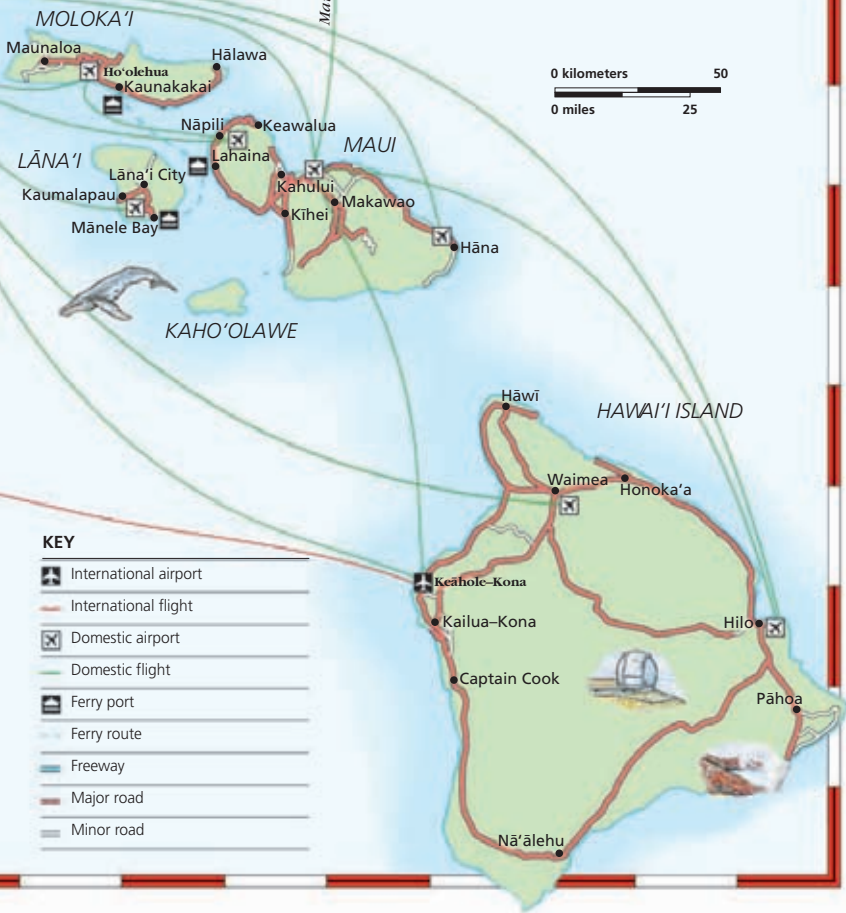 MOLOKA‘I
Maunaloa
Ho‘olehua
Kaunakakai
Hālawa
0 kilometers 50
0 miles 25
Nāpili
Keawalua
MAUI
Lahaina
LĀNA‘I
Lāna‘i City
Kaumalapau
Mānele Bay
Kahului
Makawao
Kīhei
Hāna
KAHO‘OLAWE
Hāwī
HAWAI‘I ISLAND
Waimea
Honoka‘a
Keāhole–Kona
Kailua–Kona
Hilo
Captain Cook
Pāhoa
Nā‘ālehu
KEY
International airport
International flight
Domestic airport
Domestic flight
Ferry port
Ferry route
Freeway
Major road
Minor road